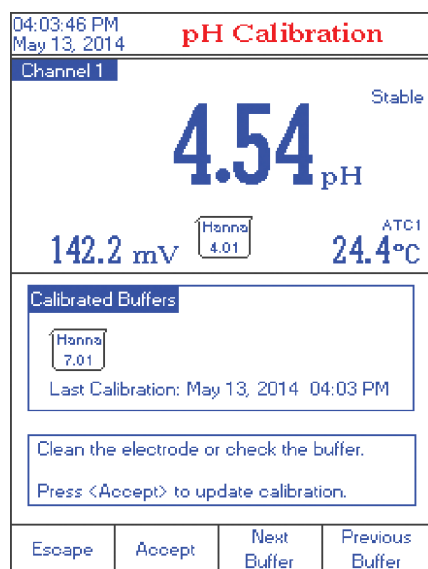 04:03:46 PM
May 13, 2014
pH Calibration
Channel 1
Stable
4.54 pH
142.2 mV
Hanna
4.01
ATC1
24.4°C
Calibrated Buffers
Hanna
7.01
Last Calibration: May 13, 2014 04:03 PM
Clean the electrode or check the buffer.
Press <Accept> to update calibration.
Escape
Accept
Next
Buffer
Previous
Buffer